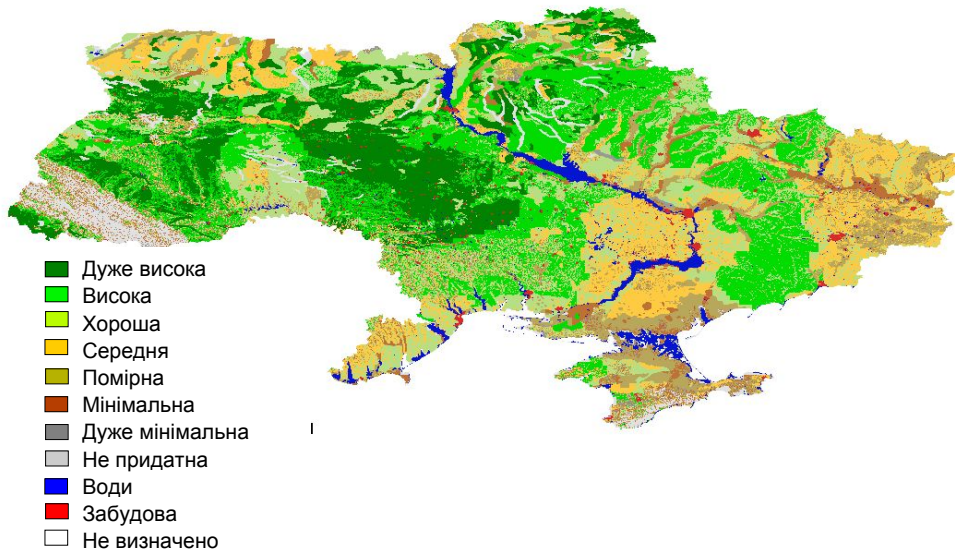 Дуже висока
Висока
Хороша
Середня
Помірна
Мінімальна
Дуже мінімальна
Не придатна
Води
Забудова
Не визначено